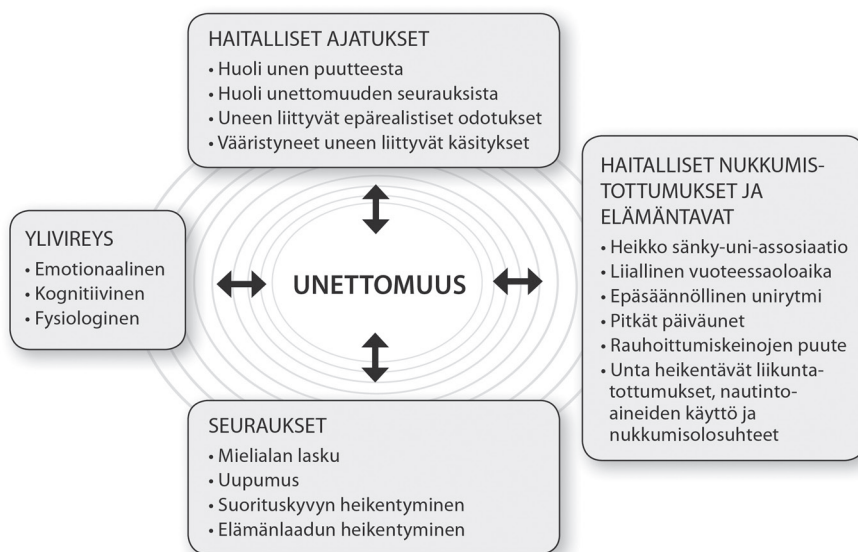 HAITALLISET AJATUKSET
• Huoli unen puutteesta
• Huoli unettomuuden seurauksista
• Uneen liittyvät epärealistiset odotukset
• Vääristyneet uneen liittyvät käsitykset
YLIVIREYS
• Emotionaalinen
• Kognitiivinen
• Fysiologinen
UNETTOMUUS
HAITALLISET NUKKUMIS-
TOTTUMUKSET JA
ELÄMÄNTAVAT
• Heikko sänky-uni-assosiaatio
• Liiallinen vuoteessaoloaika
• Epäsäännöllinen unirytmi
• Pitkät päiväunet
• Rauhoittumiskeinojen puute
• Unta heikentävät liikunta-
tottumukset, nautinto-
aineiden käyttö ja
nukkumisolosuhteet
SEURAUKSET
• Mielialan lasku
• Uupumus
• Suorituskyvyn heikentyminen
• Elämänlaadun heikentyminen